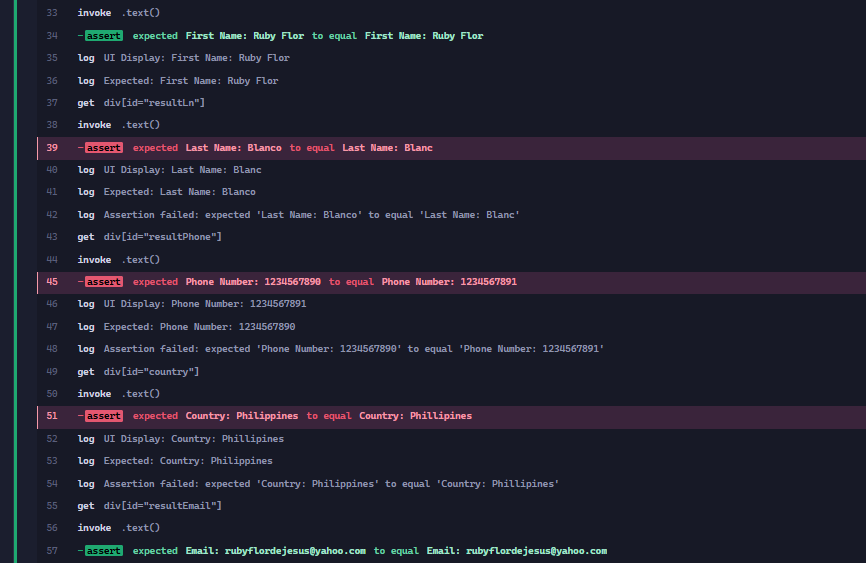 33 invoke .text()
34 -assert expected First Name: Ruby Flor to equal First Name: Ruby Flor
35 log UI Display: First Name: Ruby Flor
36 log Expected: First Name: Ruby Flor
37 get div[id="resultLn"]
38 invoke .text()
39 -assert expected Last Name: Blanco to equal Last Name: Blanc
40 log UI Display: Last Name: Blanc
41 log Expected: Last Name: Blanco
42 log Assertion failed: expected 'Last Name: Blanco' to equal 'Last Name: Blanc'
43 get div[id="resultPhone"]
44 invoke .text()
45 -assert expected Phone Number: 1234567890 to equal Phone Number: 1234567891
46 log UI Display: Phone Number: 1234567891
47 log Expected: Phone Number: 1234567890
48 log Assertion failed: expected 'Phone Number: 1234567890' to equal 'Phone Number: 1234567891'
49 get div[id="country"]
50 invoke .text()
51 -assert expected Country: Philippines to equal Country: Phillipines
52 log UI Display: Country: Phillipines
53 log Expected: Country: Philippines
54 log Assertion failed: expected 'Country: Philippines' to equal 'Country: Phillipines'
55 get div[id="resultEmail"]
56 invoke .text()
57 -assert expected Email: rubyflordejesus@yahoo.com to equal Email: rubyflordejesus@yahoo.com